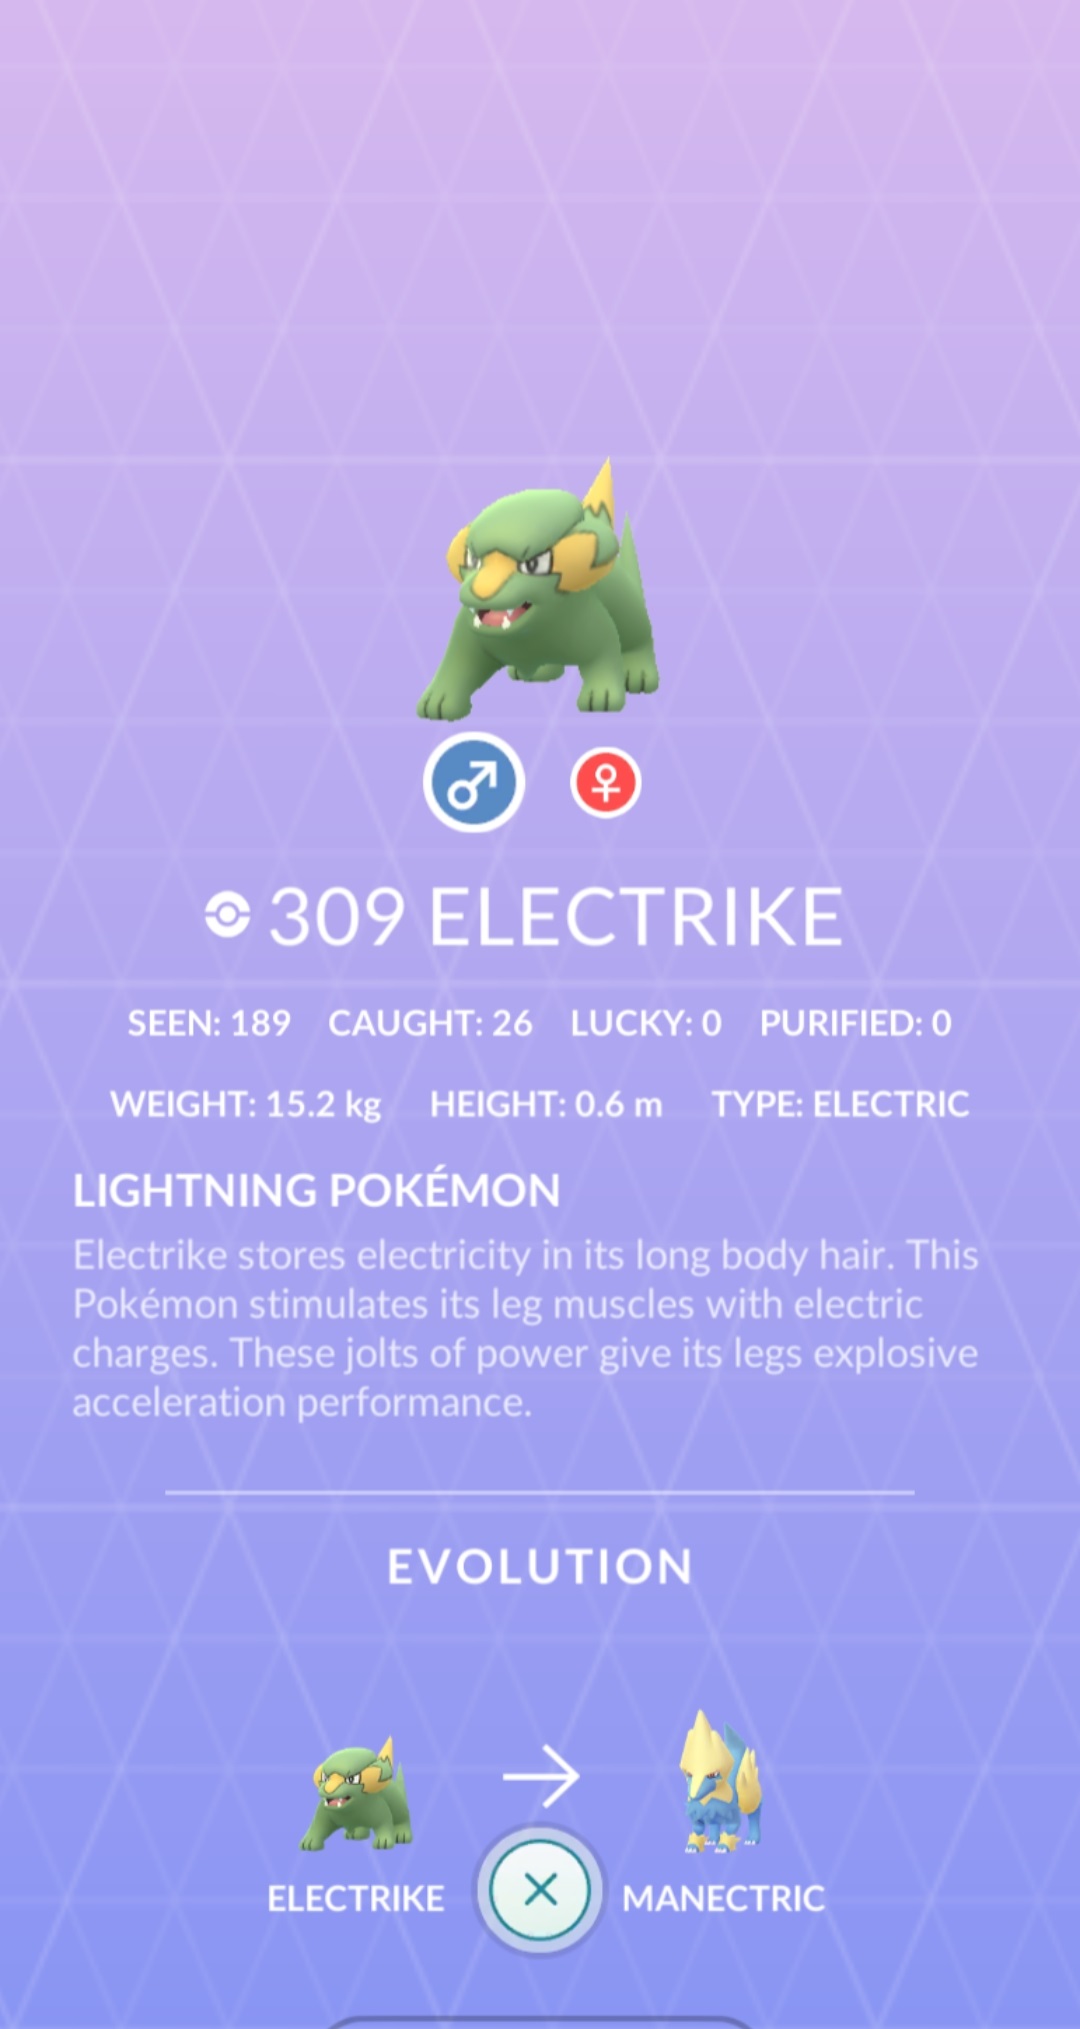 309 ELECTRIKE
SEEN: 189 CAUGHT: 26 LUCKY: 0 PURIFIED: 0
WEIGHT: 15.2 kg HEIGHT: 0.6 m TYPE: ELECTRIC
LIGHTNING POKÉMON
Electrike stores electricity in its long body hair. This
Pokémon stimulates its leg muscles with electric
charges. These jolts of power give its legs explosive
acceleration performance.
EVOLUTION
ELECTRIKE MANECTRIC